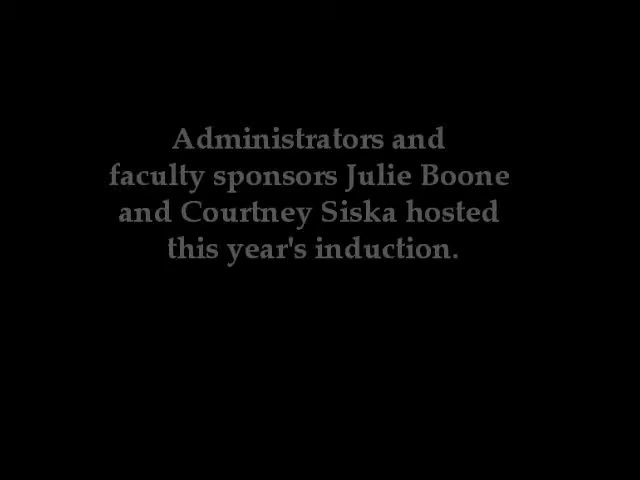 Administrators and
faculty sponsors Julie Boone
and Courtney Siska hosted
this year's induction.